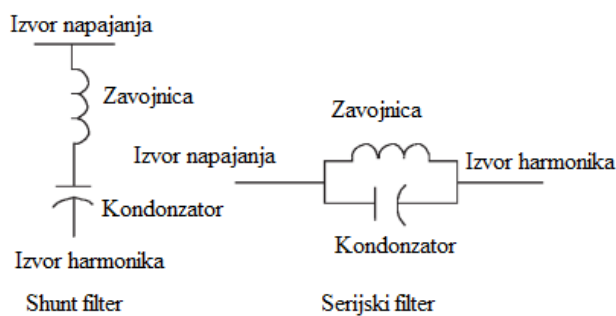 Izvor napajanja
Zavojnica
Kondonzator
Izvor harmonika
Shunt filter
Zavojnica
Izvor napajanja
Izvor harmonika
Kondonzator
Serijski filter